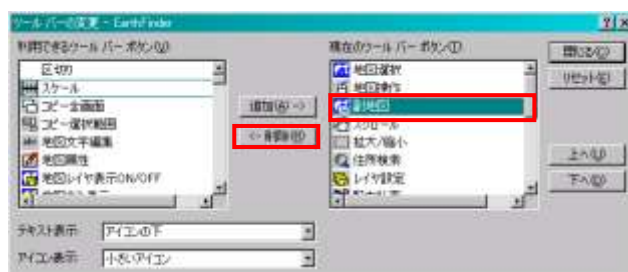 ツール バーの変更 - EarthFinder
利用できるツール バー ボタン(V)
区切り
スケール
コピー全画面
コピー選択範囲
地図文字編集
地図属性
地図レイヤ表示ON/OFF
追加(A) ->
<- 削除(R)
現在のツール バー ボタン(T)
地図選択
地図動作
副地図
スクロール
拡大/縮小
住所検索
レイヤ設定
閉じる(C)
リセット(E)
上へ(U)
下へ(D)
テキスト表示
アイコンの下
アイコン表示
小さいアイコン